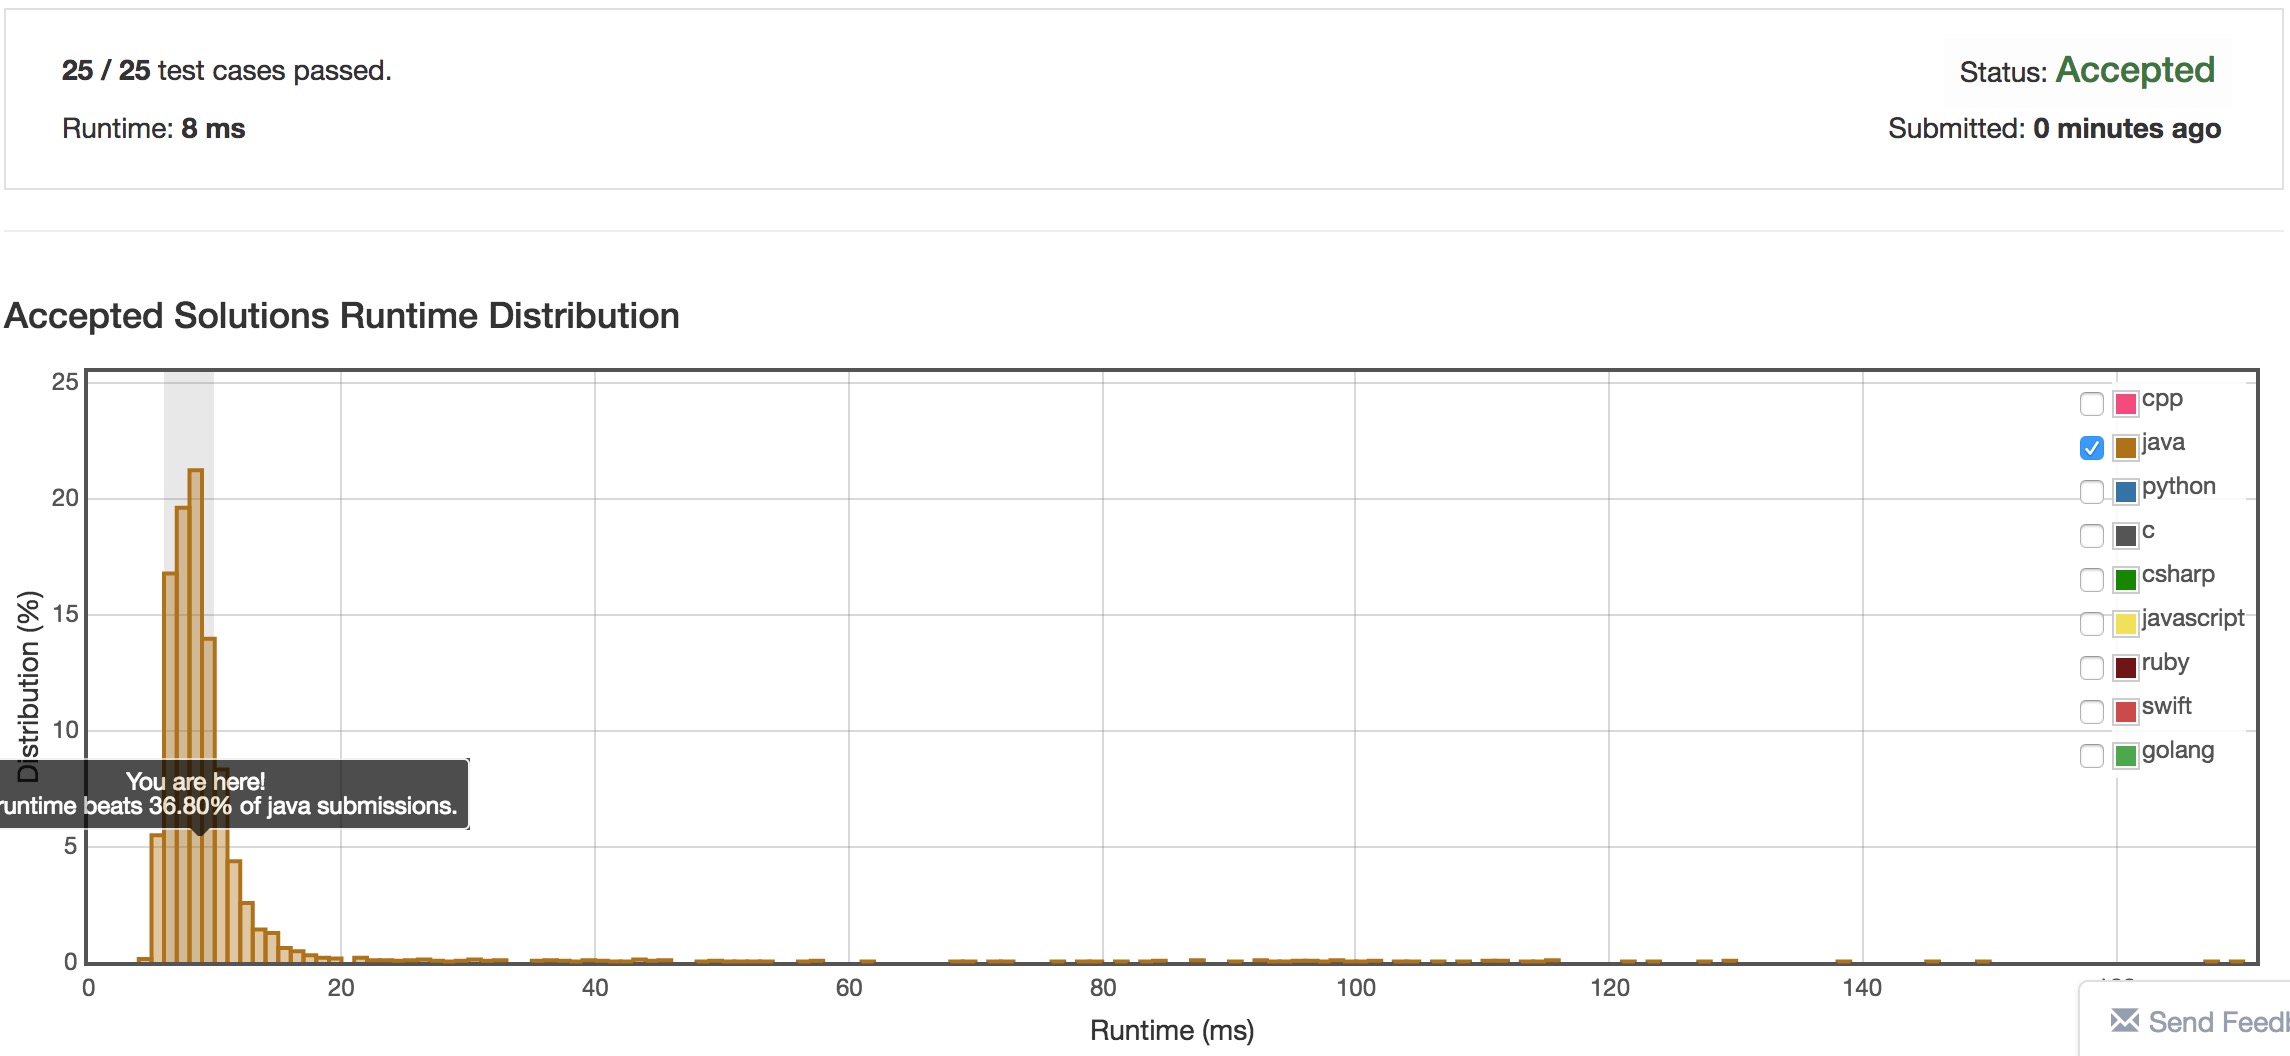 25 / 25 test cases passed.
Status: Accepted
Runtime: 8 ms
Submitted: 0 minutes ago
Accepted Solutions Runtime Distribution
25
20
15
10
5
0
Distribution (%)
You are here!
runtime beats 36.80% of java submissions.
cpp
java
python
c
csharp
javascript
ruby
swift
golang
0 20 40 60 80 100 120 140
Runtime (ms)
Send